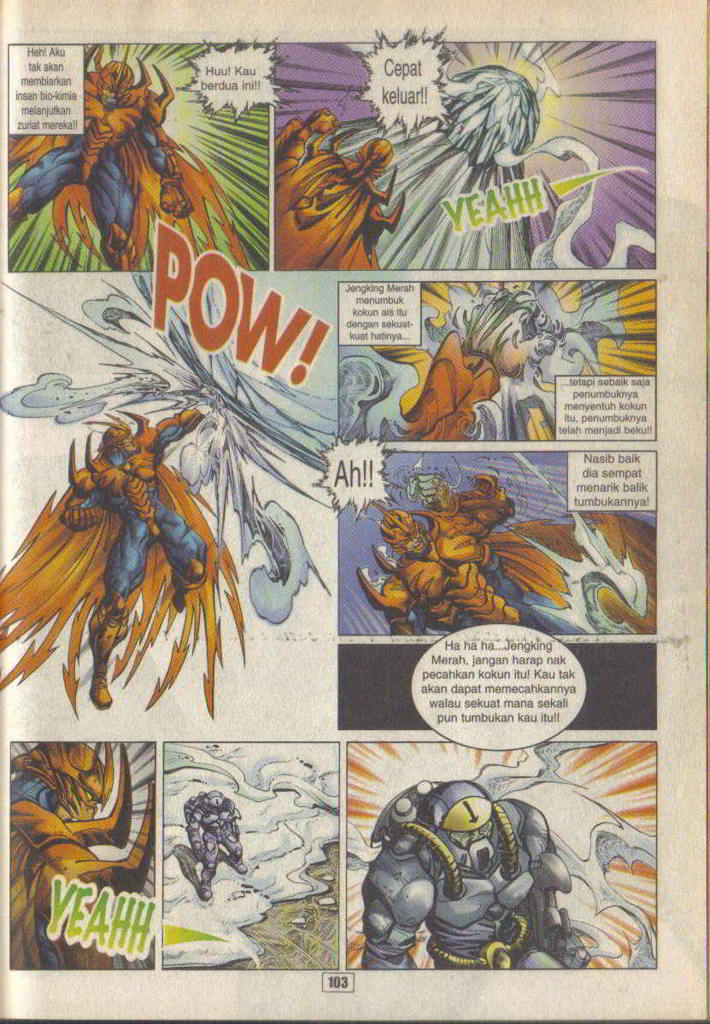 Heh! Aku
tak akan
membiarkan
insan bio-kimia
melanjutkan
zuriat mereka!!
Huu! Kau
berdua ini!!
Cepat
keluar!!
YEAHH
POW!
Jengking Merah
menumbuk
kokun ais itu
dengan sekuat-
kuat hatinya...
...tetapi sebaik saja
penumbuknya
menyentuh kokun
itu, penumbuknya
telah menjadi beku!!
Ah!!
Nasib baik
dia sempat
menarik balik
tumbukannya!
Ha ha ha...Jengking
Merah, jangan harap nak
pecahkan kokun itu! Kau tak
akan dapat memecahkannya
walau sekuat mana sekali
pun tumbukan kau itu!!
YEAHH
103